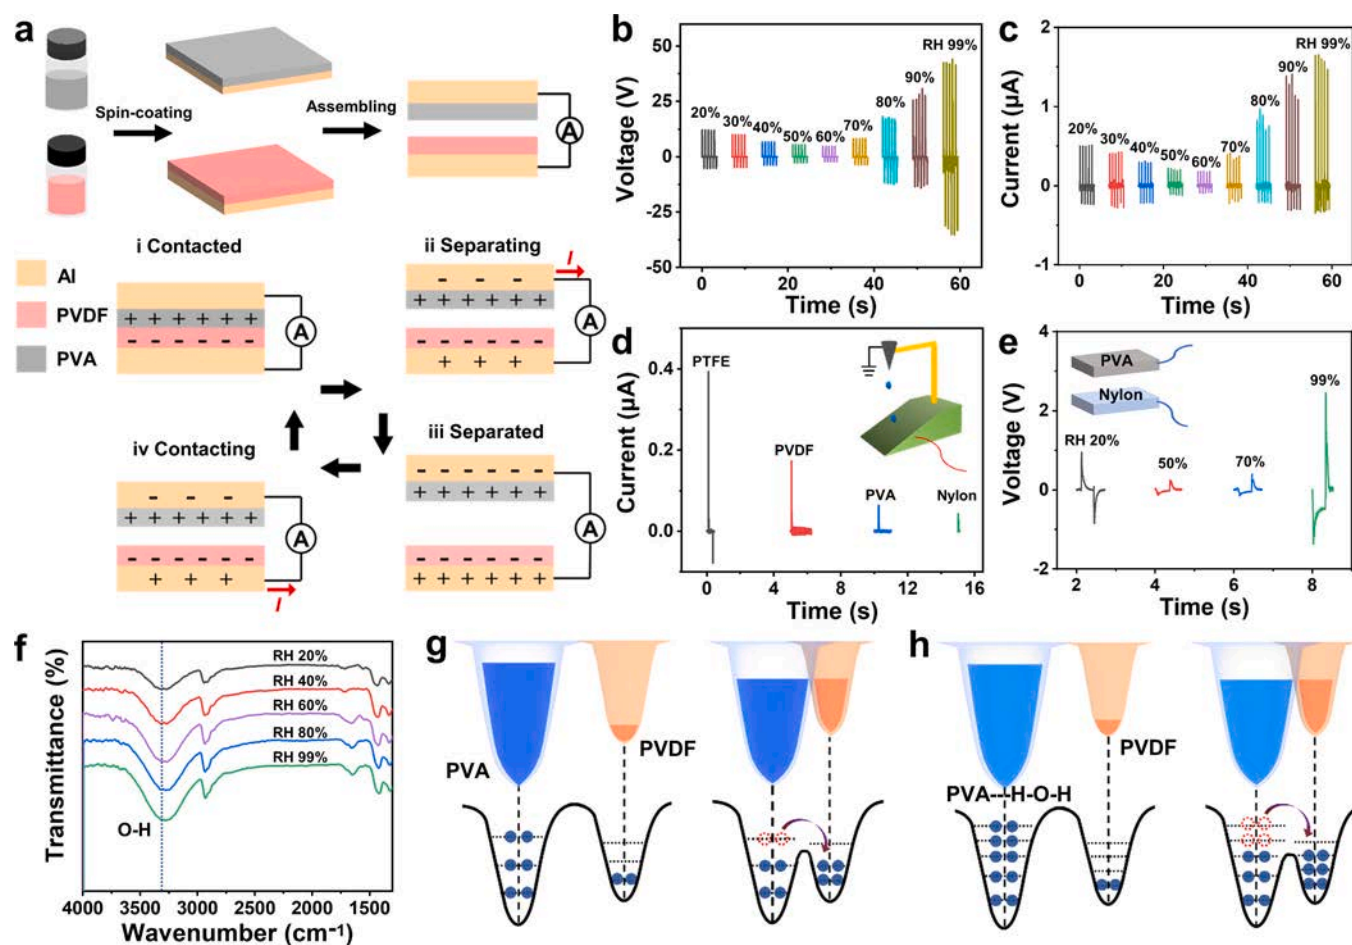 a
Spin-coating
Assembling
A
i Contacted
ii Separating
I
Al
PVDF
PVA
+ + + + + +
- - - - - -
A
- - -
+ + + + + +
- - - - - -
+ + +
A
iv Contacting
iii Separated
- - -
+ + + + + +
- - - - - -
+ + +
A
I
- - - - - -
+ + + + + +
- - - - - -
+ + + + + +
A
b
Voltage (V)
50
25
0
-25
-50
20%
30%
40%
50%
60%
70%
80%
90%
RH 99%
0
20
40
60
Time (s)
c
Current (μA)
2
1
0
-1
20%
30%
40%
50%
60%
70%
80%
90%
RH 99%
0
20
40
60
Time (s)
d
Current (μA)
0.4
0.2
0.0
PTFE
PVDF
PVA
Nylon
0
4
8
12
16
Time (s)
e
Voltage (V)
4
2
0
-2
PVA
Nylon
RH 20%
50%
70%
99%
2
4
6
8
Time (s)
f
Transmittance (%)
RH 20%
RH 40%
RH 60%
RH 80%
RH 99%
O-H
4000 3500 3000 2500 2000 1500
Wavenumber (cm⁻¹)
g
PVA
PVDF
h
PVA---H-O-H
PVDF